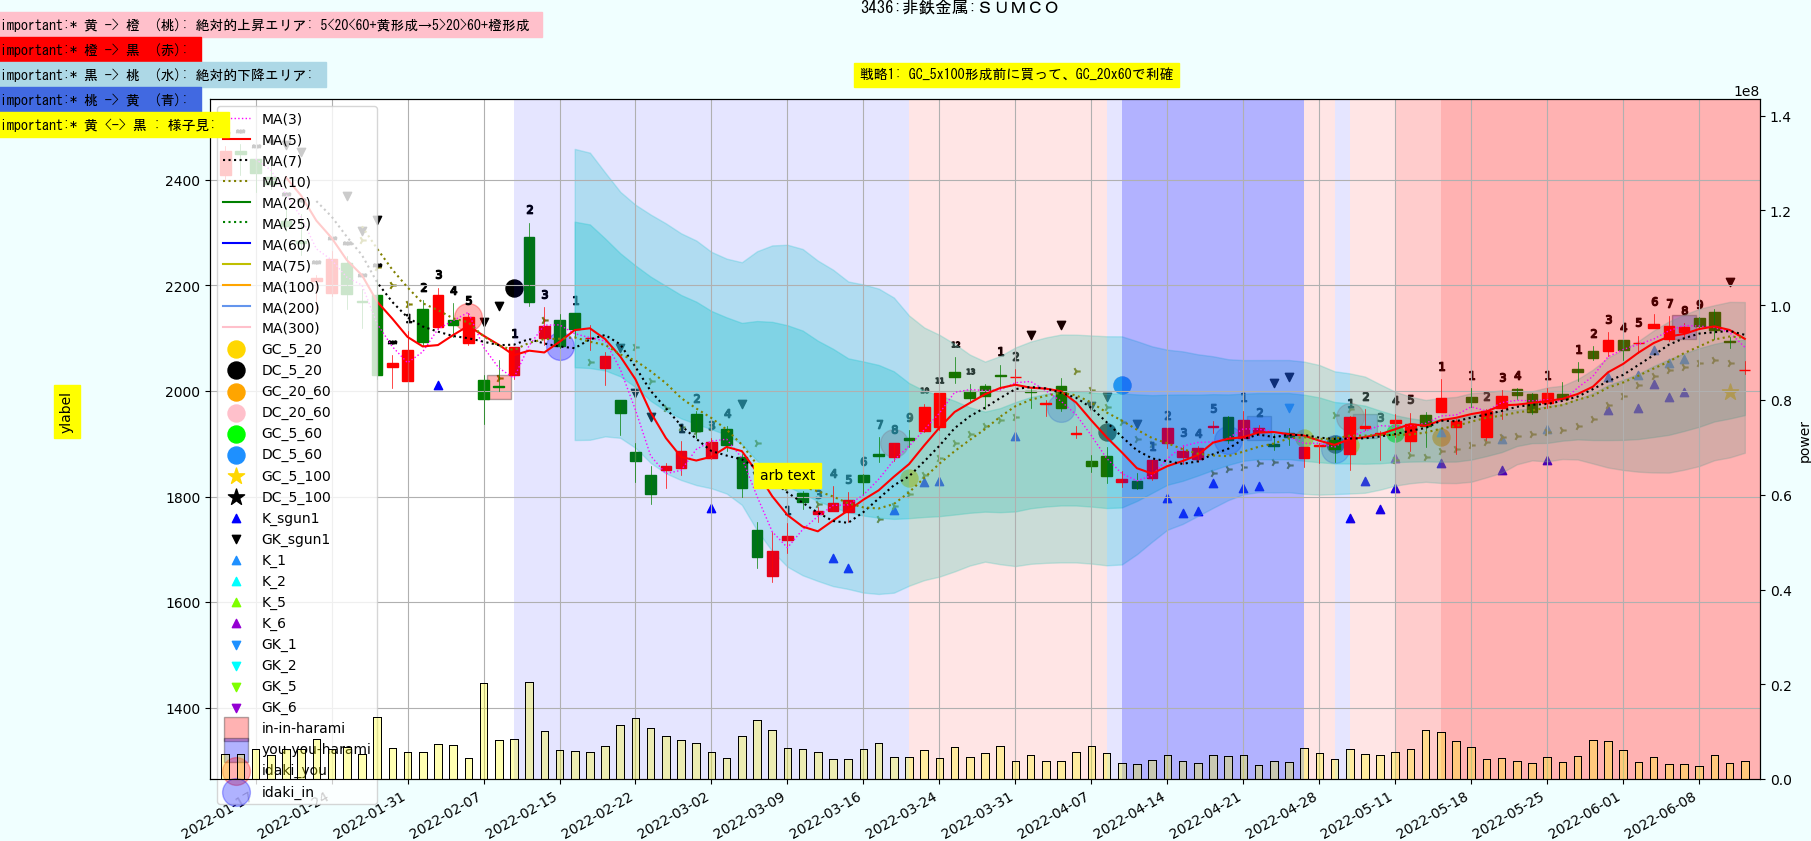 3436:非鉄金属:ＳＵＭＣＯ
important:* 黄 -> 橙 (桃): 絶対的上昇エリア: 5<20<60+黄形成→5>20>60+橙形成
important:* 橙 -> 黒 (赤):
important:* 黒 -> 桃 (水): 絶対的下降エリア:
戦略1: GC_5x100形成前に買って、GC_20x60で利確
important:* 桃 -> 黄 (青):
important:* 黄 <-> 黒 : 様子見:
1e8
MA(3)
MA(5)
MA(7)
MA(10)
MA(20)
MA(25)
MA(60)
MA(75)
MA(100)
MA(200)
MA(300)
GC_5_20
DC_5_20
GC_20_60
DC_20_60
GC_5_60
DC_5_60
GC_5_100
DC_5_100
K_sgun1
GK_sgun1
K_1
K_2
K_5
K_6
GK_1
GK_2
GK_5
GK_6
in-in-harami
you-you-harami
idaki_you
idaki_in
ylabel
2400
2200
2000
1800
1600
1400
arb text
1.4
1.2
1.0
0.8
0.6
0.4
0.2
0.0
power
2022-01-17
2022-01-24
2022-01-31
2022-02-07
2022-02-15
2022-02-22
2022-03-02
2022-03-09
2022-03-16
2022-03-24
2022-03-31
2022-04-07
2022-04-14
2022-04-21
2022-04-28
2022-05-11
2022-05-18
2022-05-25
2022-06-01
2022-06-08